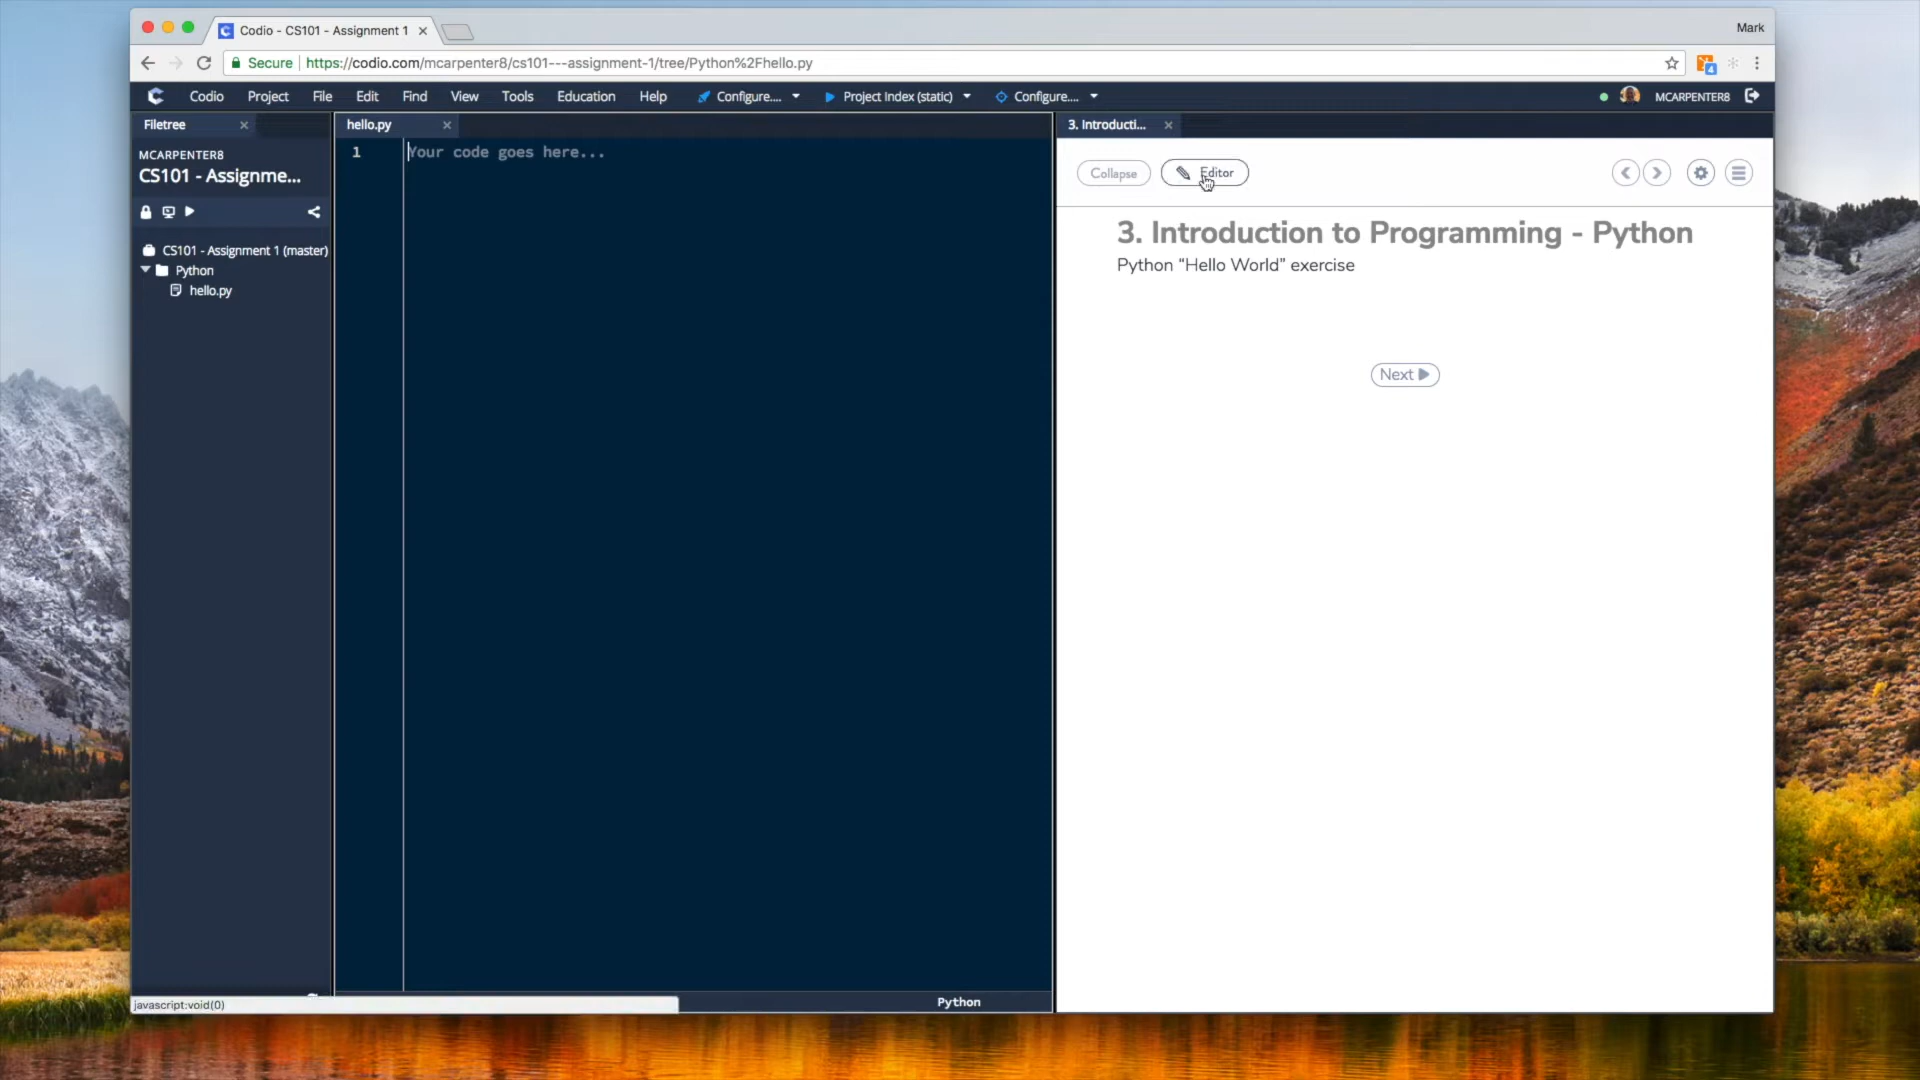 Codio - CS101 - Assignment 1
Mark
Secure https://codio.com/mcarpenter8/cs101---assignment-1/tree/Python%2Fhello.py
4
Codio Project File Edit Find View Tools Education Help Configure.... Project Index (static) Configure.... MCARPENTER8
Filetree
hello.py
3. Introducti...
MCARPENTER8
CS101 - Assignme...
1
Your code goes here...
Collapse
Editor
CS101 - Assignment 1 (master)
Python
hello.py
3. Introduction to Programming - Python
Python “Hello World” exercise
Next
javascript:void(0)
Python